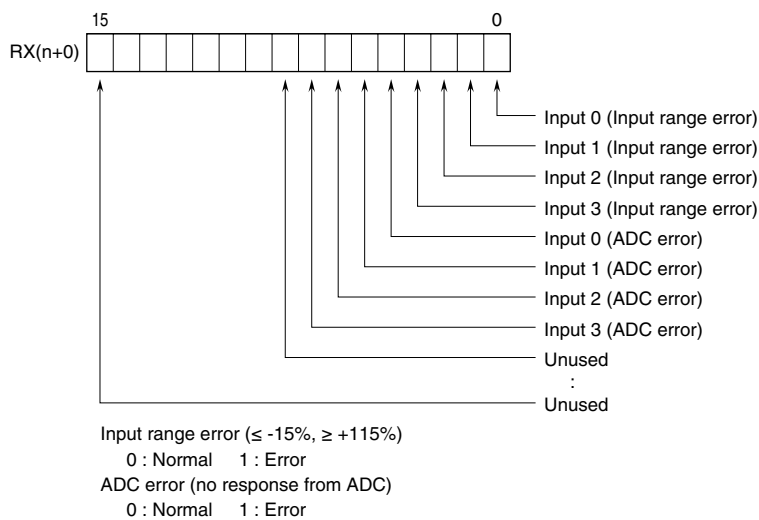 15 0
RX(n+0)
Input 0 (Input range error)
Input 1 (Input range error)
Input 2 (Input range error)
Input 3 (Input range error)
Input 0 (ADC error)
Input 1 (ADC error)
Input 2 (ADC error)
Input 3 (ADC error)
Unused
:
Unused
Input range error (≤ -15%, ≥ +115%)
0 : Normal 1 : Error
ADC error (no response from ADC)
0 : Normal 1 : Error